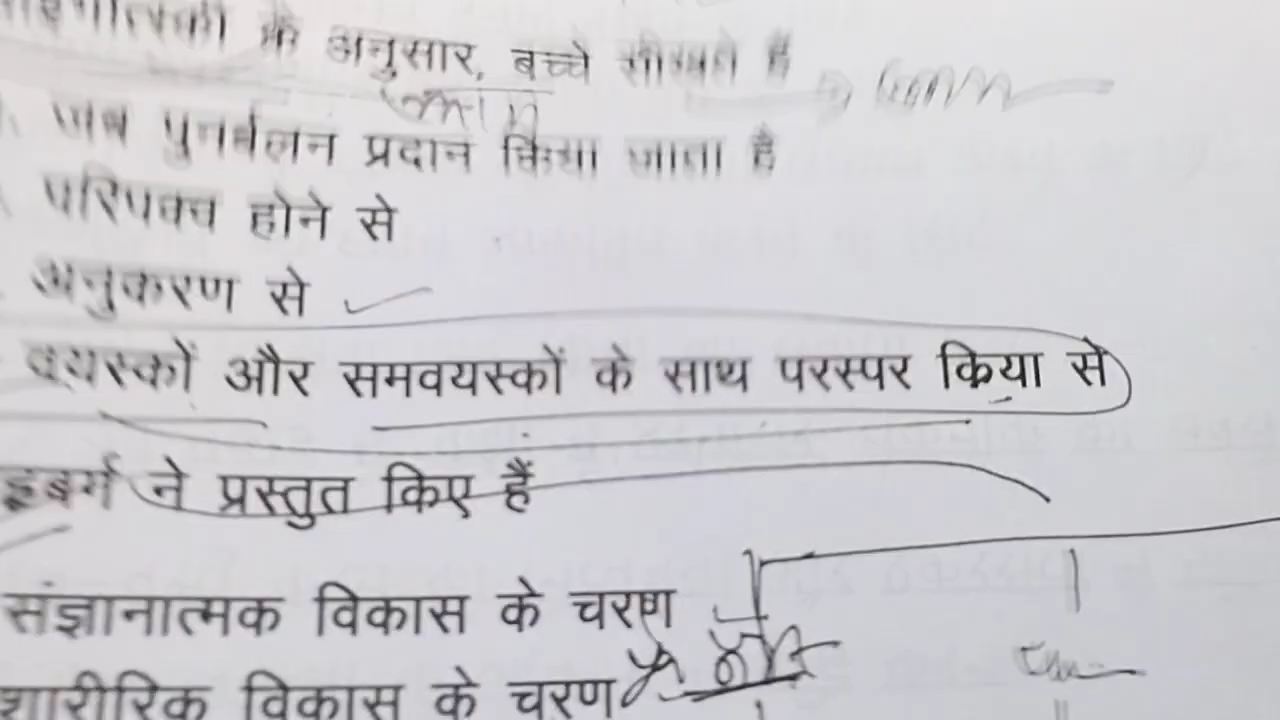 के अनुसार, बच्चे सीखते हैं
जब पुनर्बलन प्रदान किया जाता है
परिपक्व होने से
अनुकरण से
वयस्कों और समवयस्कों के साथ परस्पर किया से
ने प्रस्तुत किए हैं
संज्ञानात्मक विकास के चरण
शारीरिक विकास के चरण